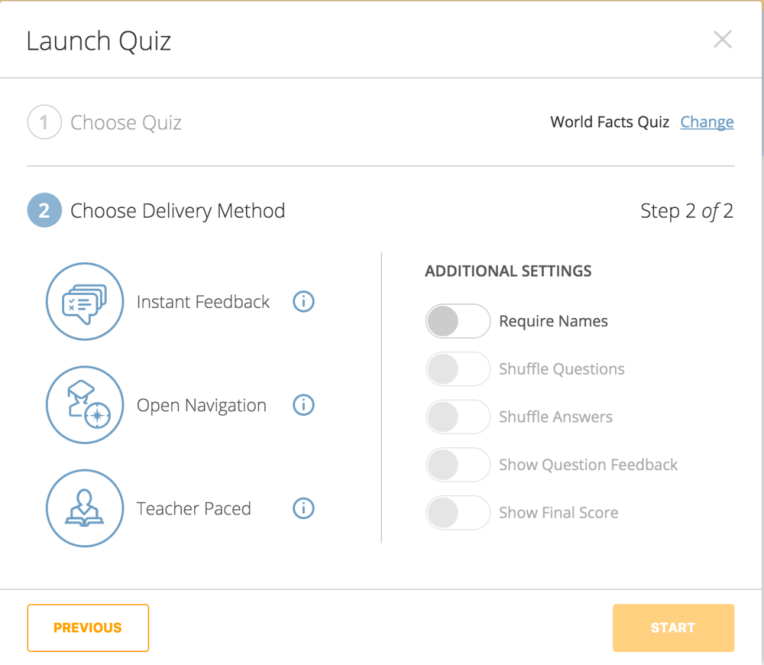 Launch Quiz
1 Choose Quiz
World Facts Quiz Change
2 Choose Delivery Method
Step 2 of 2
Instant Feedback
Open Navigation
Teacher Paced
ADDITIONAL SETTINGS
Require Names
Shuffle Questions
Shuffle Answers
Show Question Feedback
Show Final Score
PREVIOUS
START